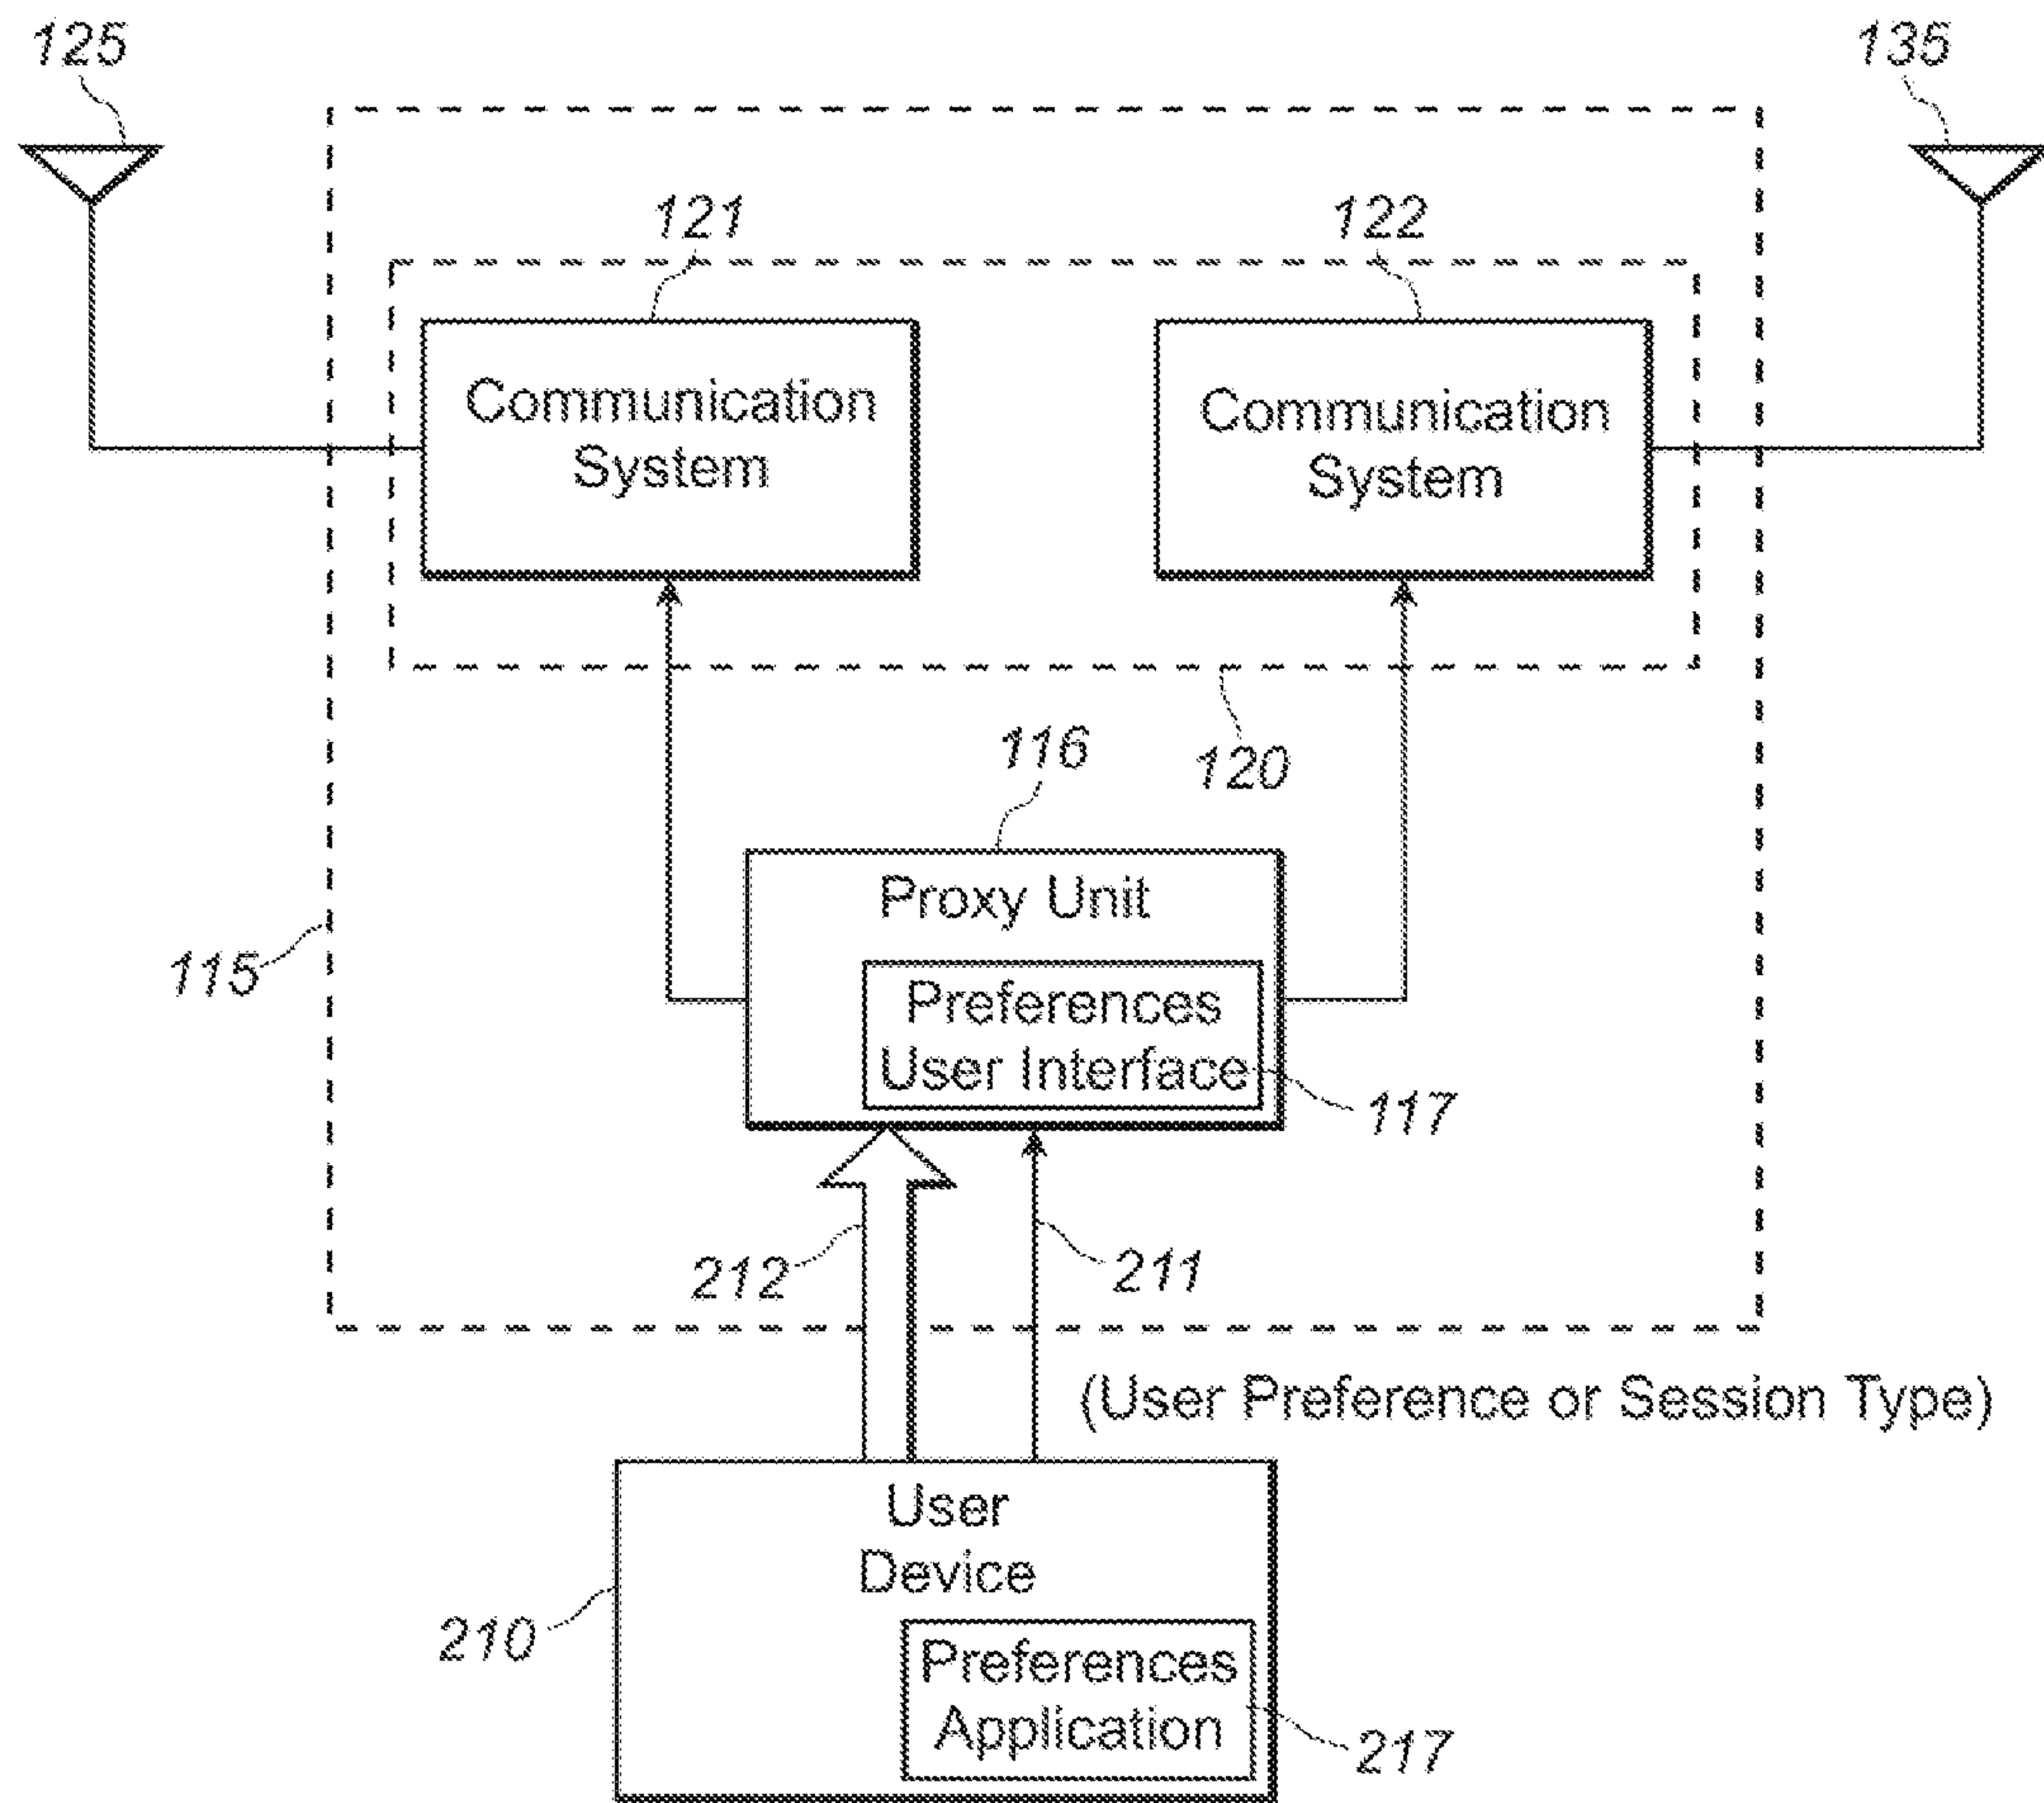 125
135
121
122
Communication
System
Communication
System
120
116
Proxy Unit
115
Preferences
User Interface
117
212
211
(User Preference or Session Type)
User
Device
210
Preferences
Application
217